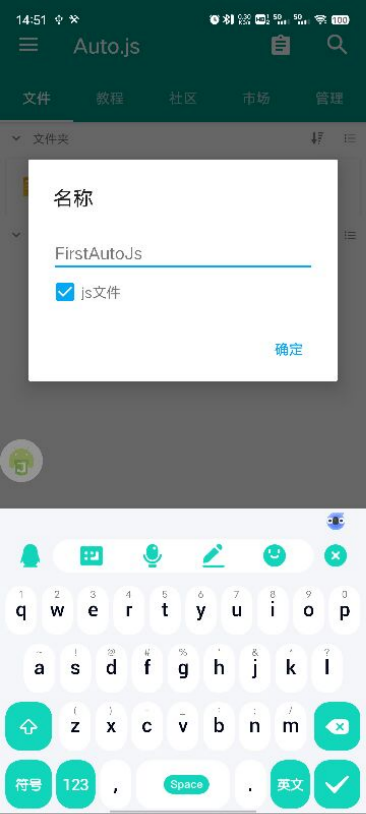 14:51
100
Auto.js
文件 教程 社区 市场 管理
文件夹
名称
FirstAutoJs
js文件
确定
1 2 3 4 5 6 7 8 9 0
q w e r t y u i o p
a s d f g h j k l
z x c v b n m
符号 123 , Space . 英文